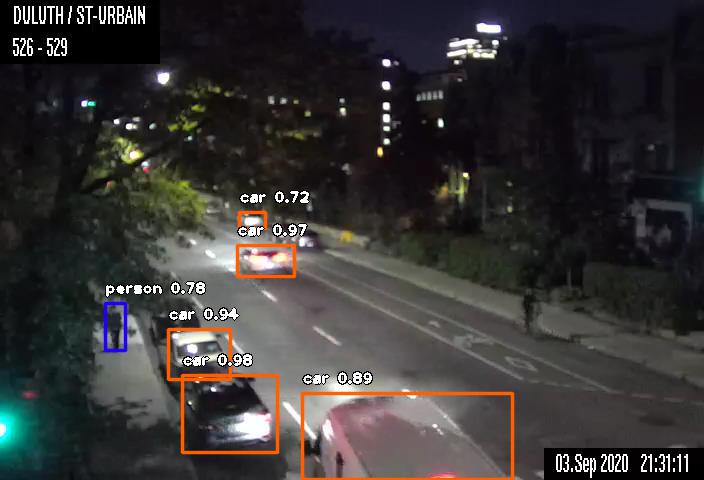 DULUTH / ST-URBAIN
526 - 529
car 0.72
car 0.97
person 0.78
car 0.94
car 0.98
car 0.89
03.Sep 2020 21:31:11